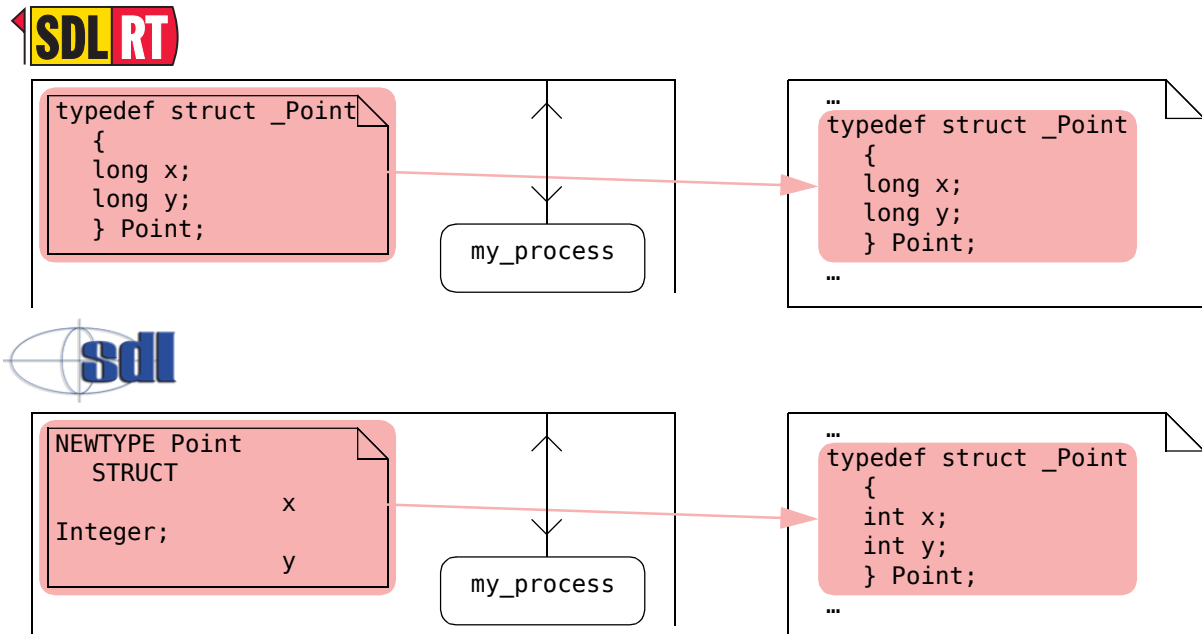 SDL RT
typedef struct _Point
{
long x;
long y;
} Point;
my_process
…
typedef struct _Point
{
long x;
long y;
} Point;
…
sdl
NEWTYPE Point
STRUCT
x
Integer;
y
my_process
…
typedef struct _Point
{
int x;
int y;
} Point;
…